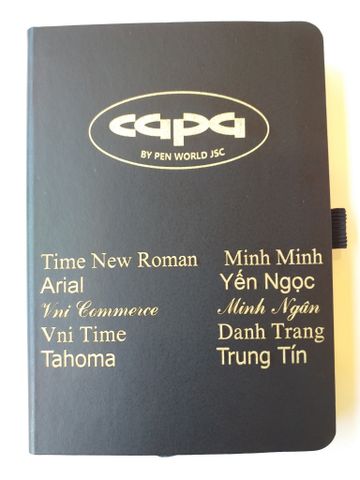 capa
BY PEN WORLD JSC
Time New Roman Minh Minh
Arial Yến Ngọc
Vni Commerce Minh Ngân
Vni Time Danh Trang
Tahoma Trung Tín